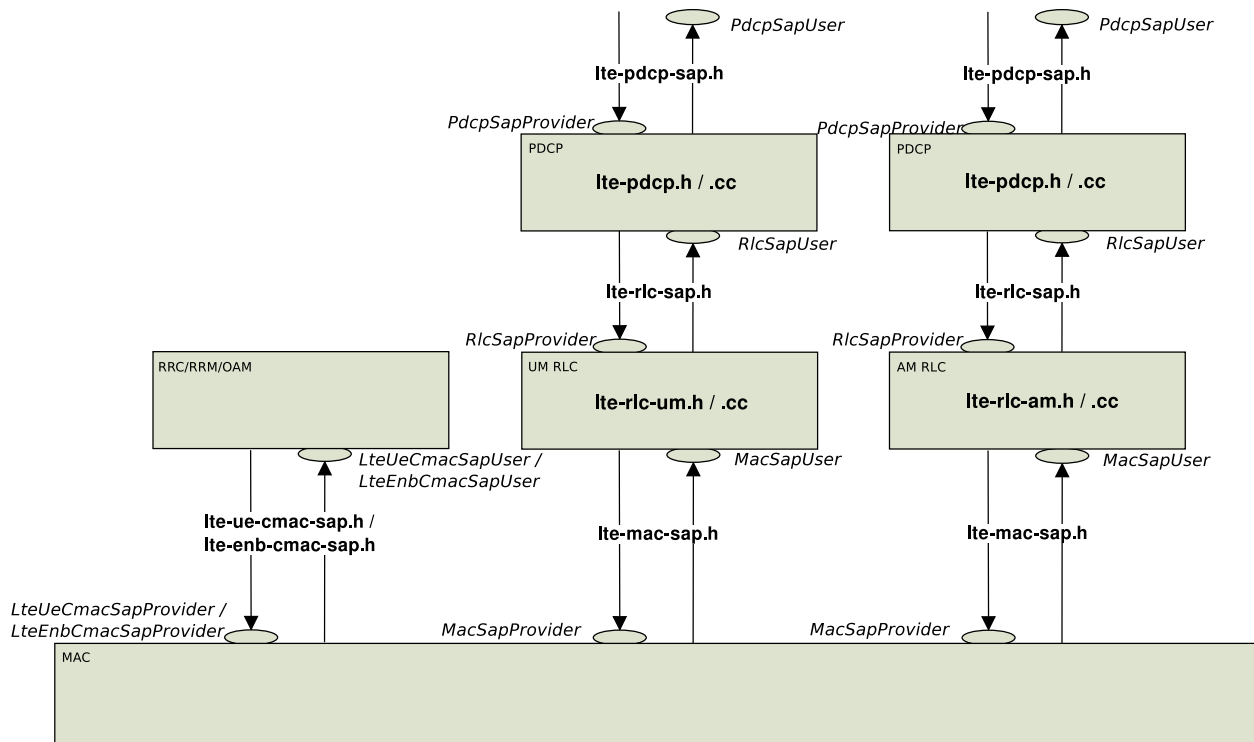 PdcpSapUser
PdcpSapUser
lte-pdcp-sap.h
lte-pdcp-sap.h
PdcpSapProvider
PdcpSapProvider
PDCP
lte-pdcp.h / .cc
PDCP
lte-pdcp.h / .cc
RlcSapUser
RlcSapUser
lte-rlc-sap.h
lte-rlc-sap.h
RlcSapProvider
RlcSapProvider
RRC/RRM/OAM
UM RLC
lte-rlc-um.h / .cc
AM RLC
lte-rlc-am.h / .cc
LteUeCmacSapUser /
LteEnbCmacSapUser
MacSapUser
MacSapUser
lte-ue-cmac-sap.h /
lte-enb-cmac-sap.h
lte-mac-sap.h
lte-mac-sap.h
LteUeCmacSapProvider /
LteEnbCmacSapProvider
MacSapProvider
MacSapProvider
MAC